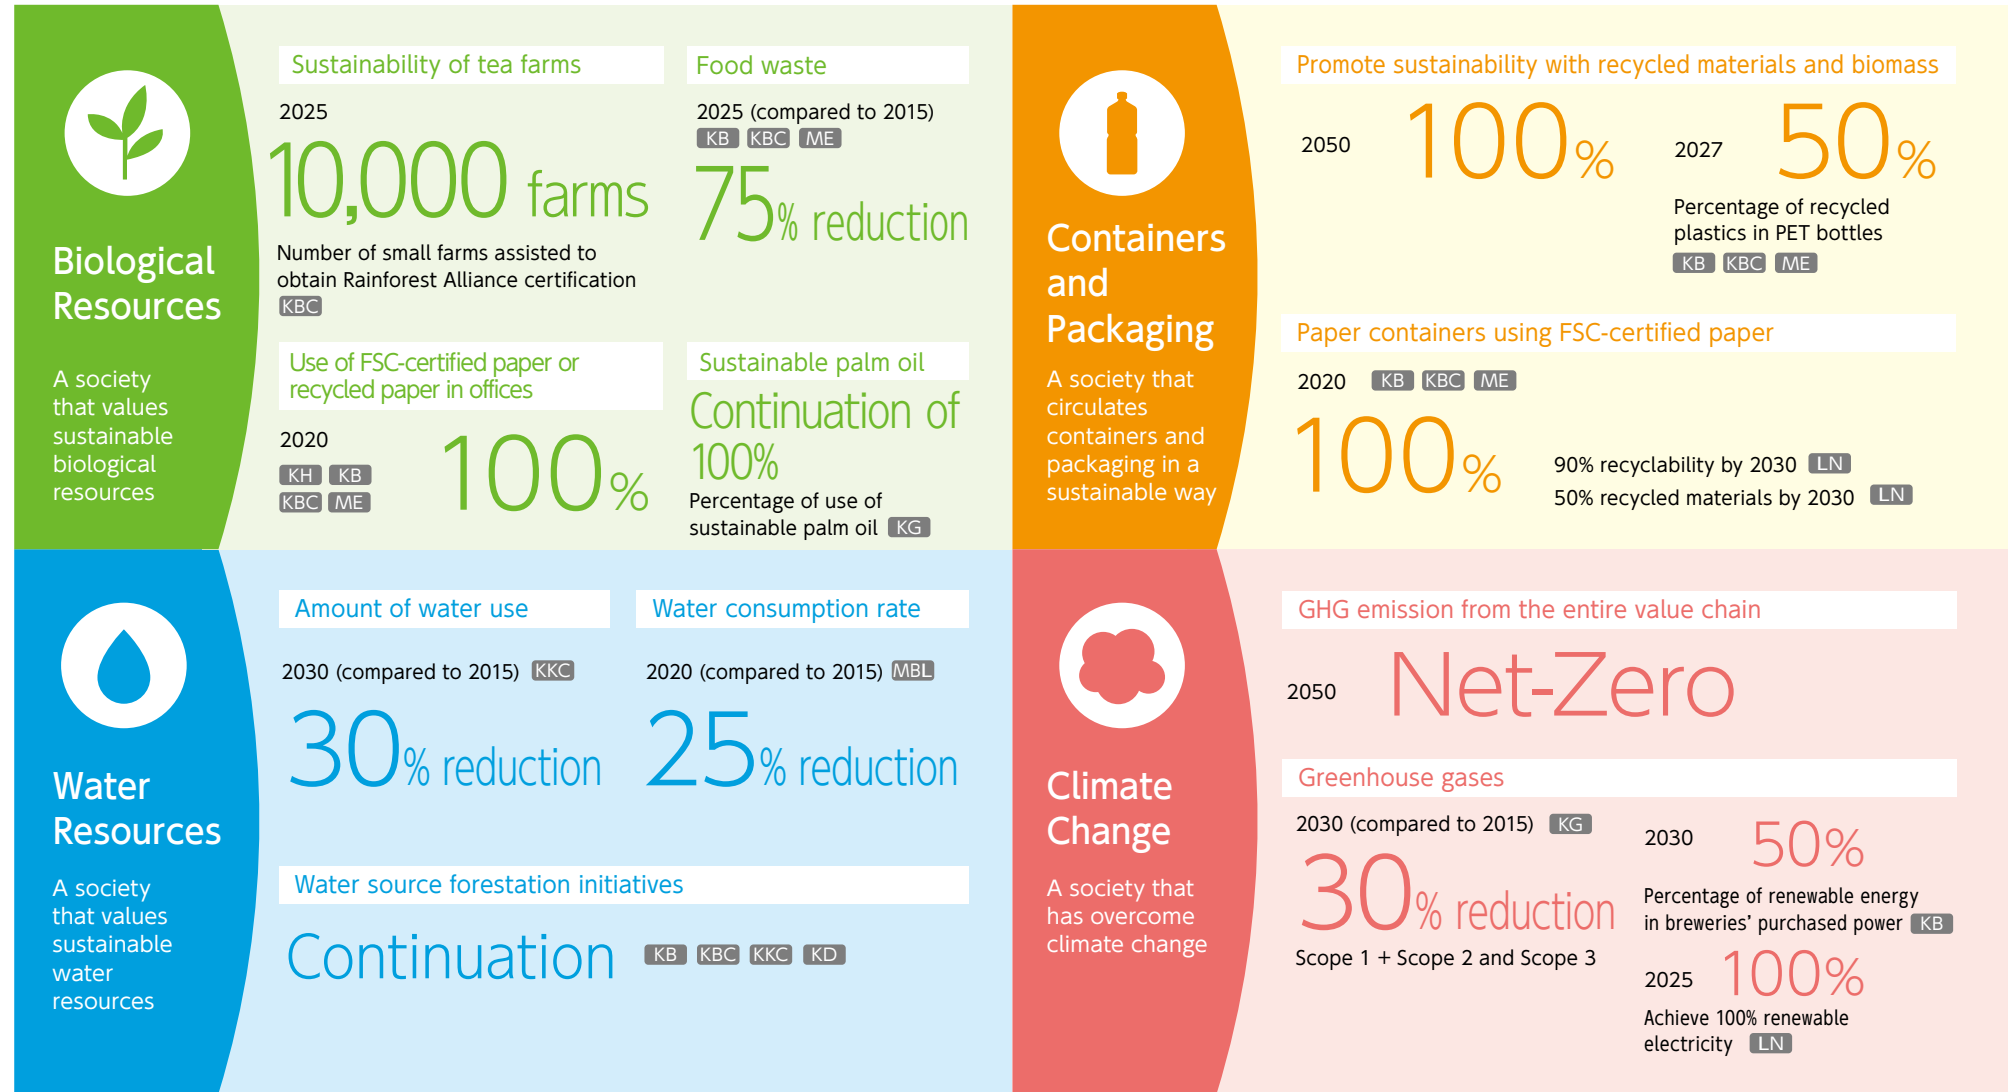 Biological
Resources
A society
that values
sustainable
biological
resources
Sustainability of tea farms
2025
10,000 farms
Number of small farms assisted to
obtain Rainforest Alliance certification
KBC
Food waste
2025 (compared to 2015)
KB KBC ME
75% reduction
Use of FSC-certified paper or
recycled paper in offices
2020
KH KB
KBC ME
100%
Sustainable palm oil
Continuation of
100%
Percentage of use of
sustainable palm oil KG
Containers
and
Packaging
A society that
circulates
containers and
packaging in a
sustainable way
Promote sustainability with recycled materials and biomass
2050 100%
2027 50%
Percentage of recycled
plastics in PET bottles
KB KBC ME
Paper containers using FSC-certified paper
2020 KB KBC ME
100%
90% recyclability by 2030 LN
50% recycled materials by 2030 LN
Water
Resources
A society
that values
sustainable
water
resources
Amount of water use
2030 (compared to 2015) KKC
30% reduction
Water consumption rate
2020 (compared to 2015) MBL
25% reduction
Water source forestation initiatives
Continuation KB KBC KKC KD
Climate
Change
A society that
has overcome
climate change
GHG emission from the entire value chain
2050 Net-Zero
Greenhouse gases
2030 (compared to 2015) KG
30% reduction
Scope 1 + Scope 2 and Scope 3
2030 50%
Percentage of renewable energy
in breweries’ purchased power KB
2025 100%
Achieve 100% renewable
electricity LN